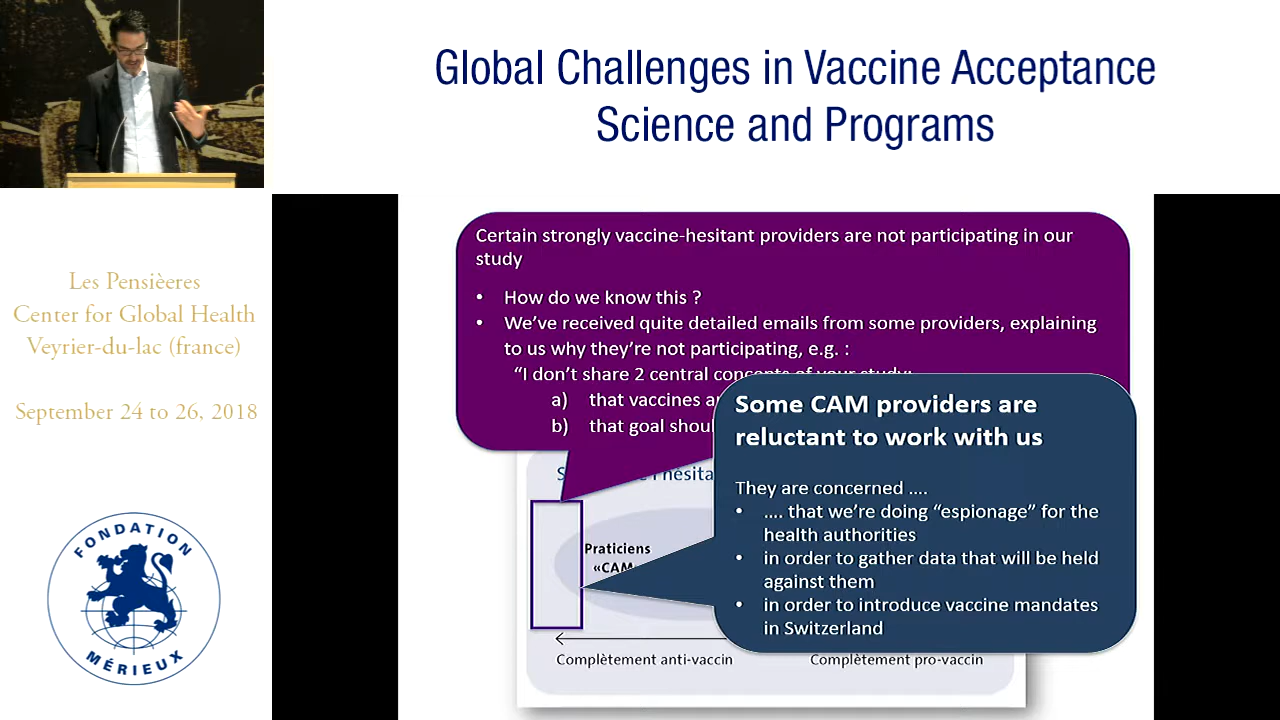 Global Challenges in Vaccine Acceptance
Science and Programs
Les Pensièeres
Center for Global Health
Veyrier-du-lac (france)
September 24 to 26, 2018
FONDATION
MÉRIEUX
Certain strongly vaccine-hesitant providers are not participating in our
study
• How do we know this ?
• We've received quite detailed emails from some providers, explaining
to us why they're not participating, e.g. :
"I don't share 2 central concepts of your study:
a) that vaccines
b) that goal
Some CAM providers are
reluctant to work with us
They are concerned ....
• .... that we're doing "espionage" for the
health authorities
• in order to gather data that will be held
against them
• in order to introduce vaccine mandates
in Switzerland
Praticiens
«CAM
Complètement anti-vaccin
Complètement pro-vaccin